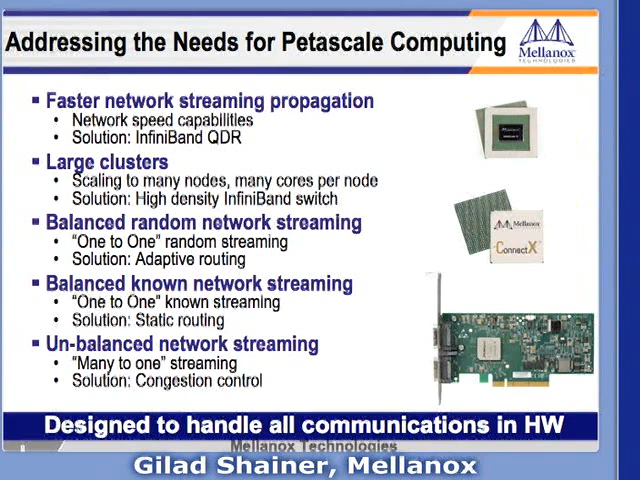 Addressing the Needs for Petascale Computing
Mellanox
TECHNOLOGIES
Faster network streaming propagation
Network speed capabilities
Solution: InfiniBand QDR
Large clusters
Scaling to many nodes, many cores per node
Solution: High density InfiniBand switch
Balanced random network streaming
“One to One” random streaming
Solution: Adaptive routing
Balanced known network streaming
“One to One” known streaming
Solution: Static routing
Un-balanced network streaming
“Many to one” streaming
Solution: Congestion control
Mellanox
ConnectX
Designed to handle all communications in HW
8
Mellanox Technologies
Gilad Shainer, Mellanox